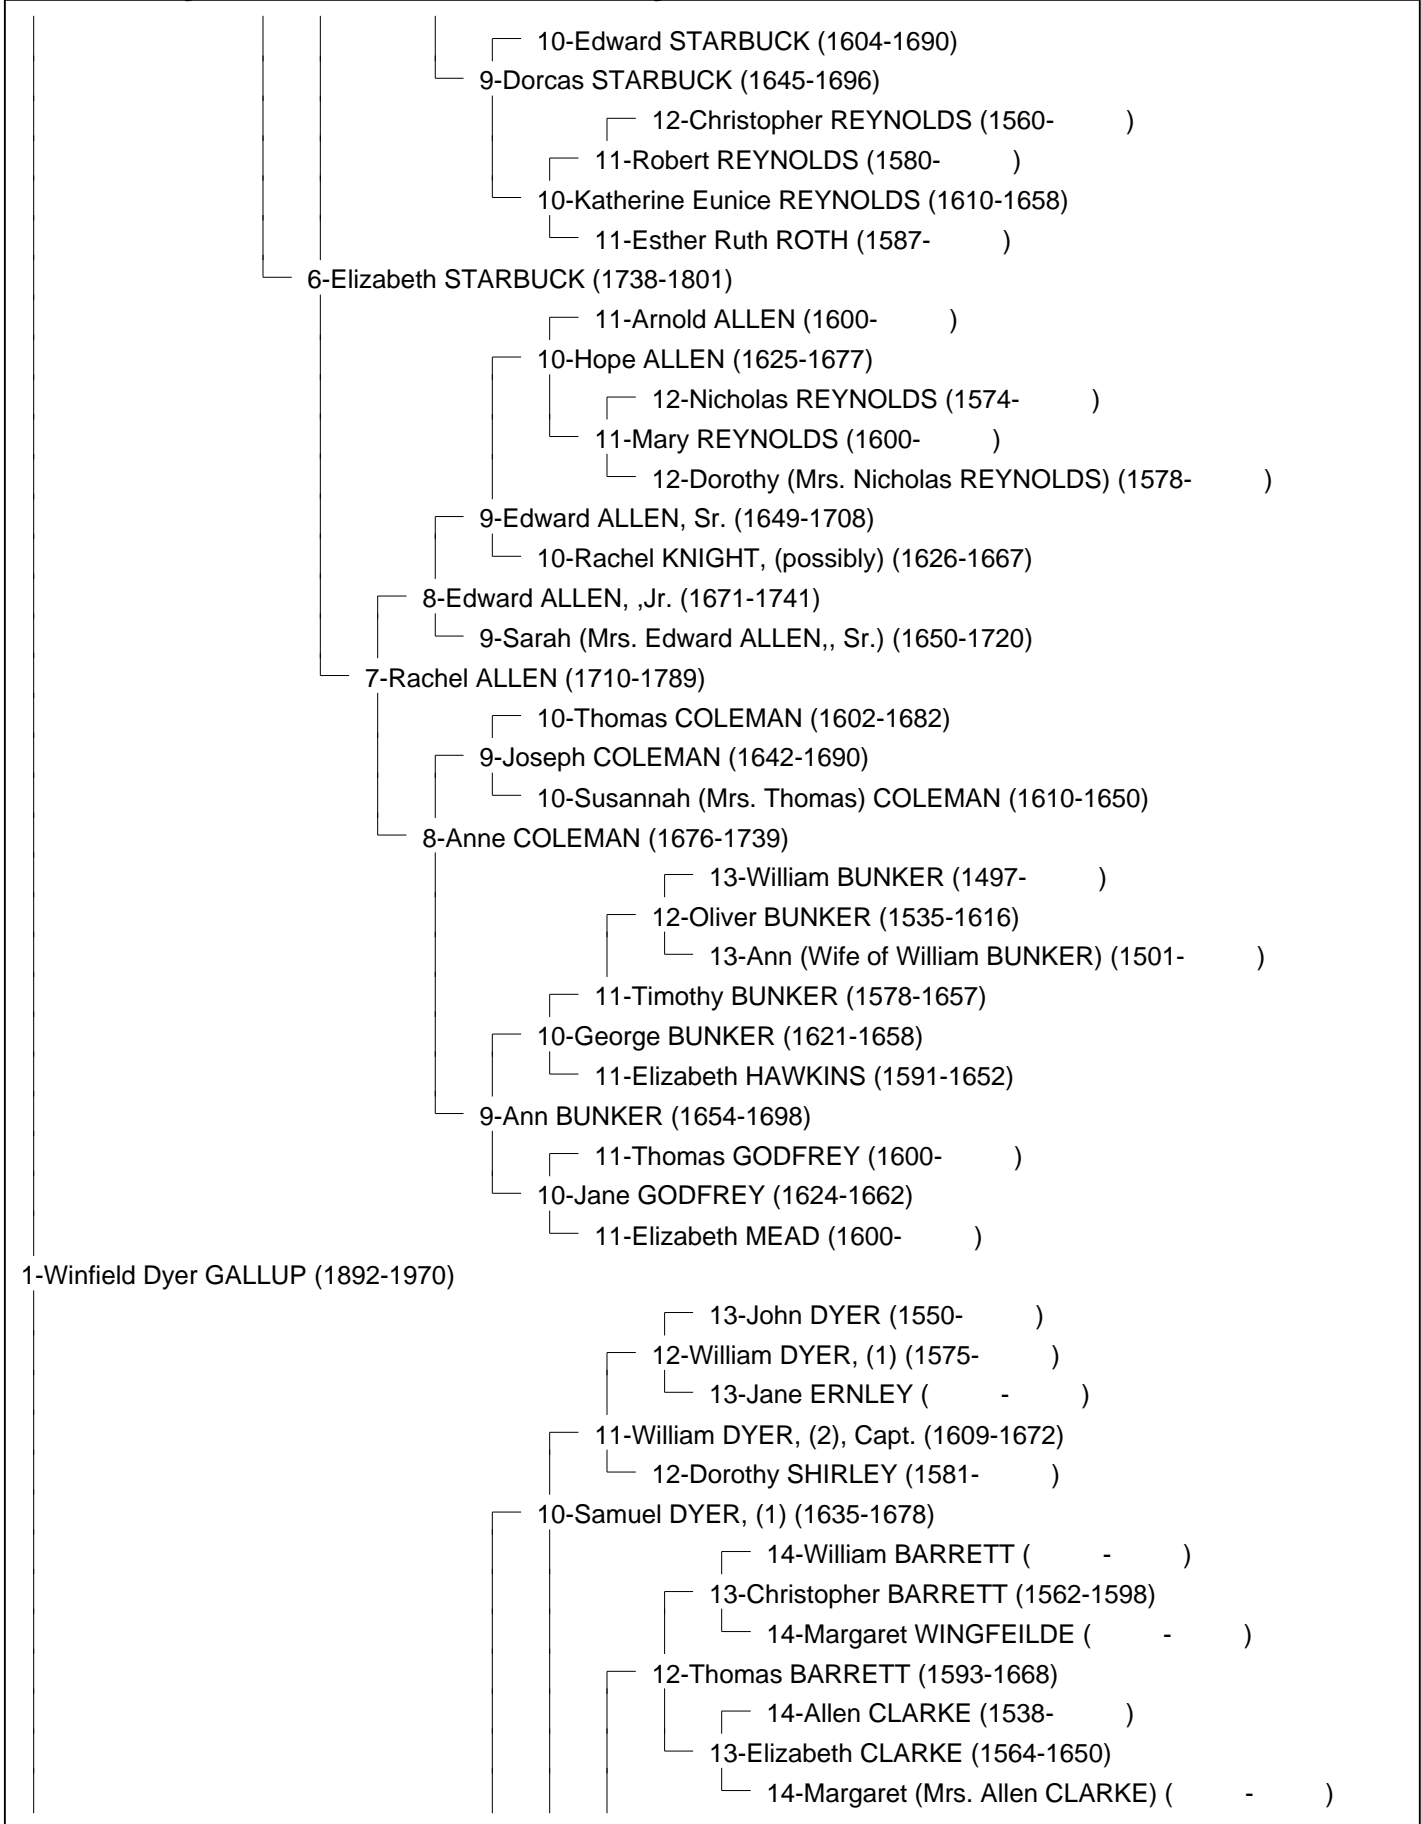 10-Edward STARBUCK (1604-1690)
9-Dorcas STARBUCK (1645-1696)
12-Christopher REYNOLDS (1560- )
11-Robert REYNOLDS (1580- )
10-Katherine Eunice REYNOLDS (1610-1658)
11-Esther Ruth ROTH (1587- )
6-Elizabeth STARBUCK (1738-1801)
11-Arnold ALLEN (1600- )
10-Hope ALLEN (1625-1677)
12-Nicholas REYNOLDS (1574- )
11-Mary REYNOLDS (1600- )
12-Dorothy (Mrs. Nicholas REYNOLDS) (1578- )
9-Edward ALLEN, Sr. (1649-1708)
10-Rachel KNIGHT, (possibly) (1626-1667)
8-Edward ALLEN, ,Jr. (1671-1741)
9-Sarah (Mrs. Edward ALLEN,, Sr.) (1650-1720)
7-Rachel ALLEN (1710-1789)
10-Thomas COLEMAN (1602-1682)
9-Joseph COLEMAN (1642-1690)
10-Susannah (Mrs. Thomas) COLEMAN (1610-1650)
8-Anne COLEMAN (1676-1739)
13-William BUNKER (1497- )
12-Oliver BUNKER (1535-1616)
13-Ann (Wife of William BUNKER) (1501- )
11-Timothy BUNKER (1578-1657)
10-George BUNKER (1621-1658)
11-Elizabeth HAWKINS (1591-1652)
9-Ann BUNKER (1654-1698)
11-Thomas GODFREY (1600- )
10-Jane GODFREY (1624-1662)
11-Elizabeth MEAD (1600- )
1-Winfield Dyer GALLUP (1892-1970)
13-John DYER (1550- )
12-William DYER, (1) (1575- )
13-Jane ERNLEY ( - )
11-William DYER, (2), Capt. (1609-1672)
12-Dorothy SHIRLEY (1581- )
10-Samuel DYER, (1) (1635-1678)
14-William BARRETT ( - )
13-Christopher BARRETT (1562-1598)
14-Margaret WINGFEILDE ( - )
12-Thomas BARRETT (1593-1668)
14-Allen CLARKE (1538- )
13-Elizabeth CLARKE (1564-1650)
14-Margaret (Mrs. Allen CLARKE) ( - )